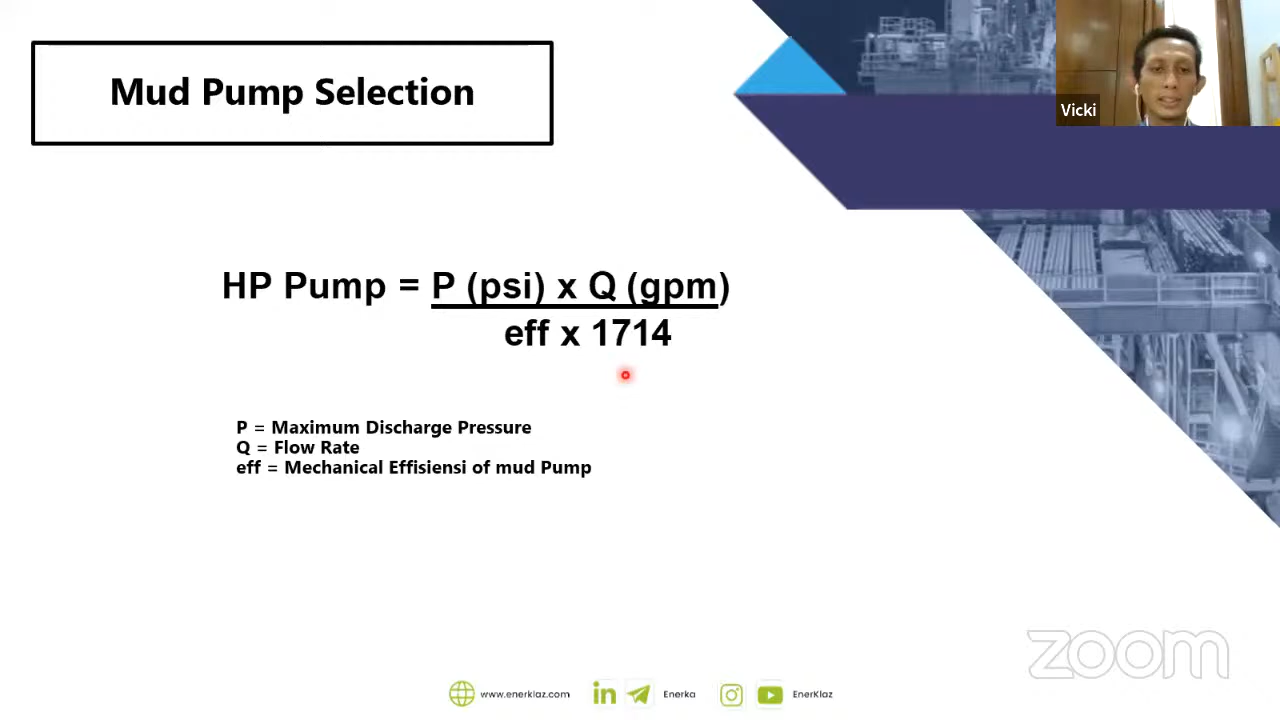 Mud Pump Selection
Vicki
HP Pump = P (psi) x Q (gpm)
eff x 1714
P = Maximum Discharge Pressure
Q = Flow Rate
eff = Mechanical Effisiensi of mud Pump
zoom
www.enerklaz.com
in
Enerka
EnerKlaz